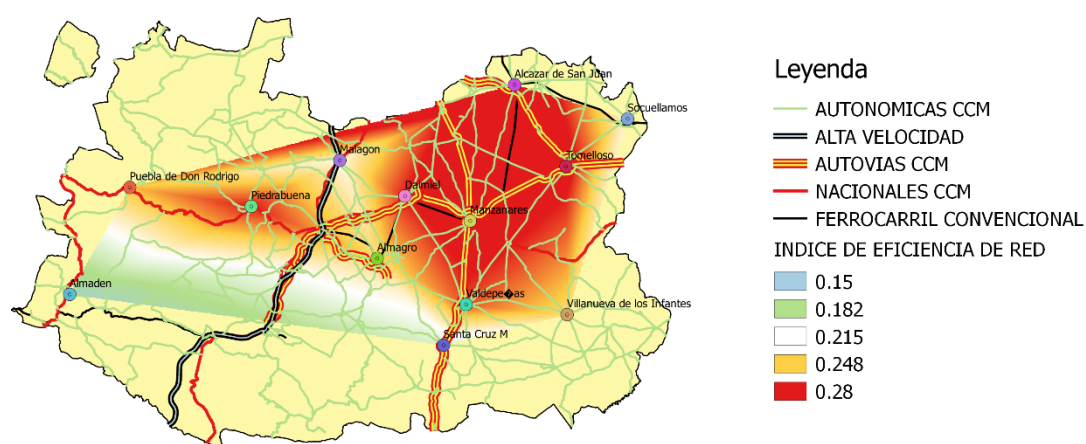 Alcazar de San Juan
Socuellamos
Malagon
Tomelloso
Puebla de Don Rodrigo
Piedrabuena
Daimiel
Manzanares
Almagro
Almaden
Valdepe�as
Villanueva de los Infantes
Santa Cruz M
Leyenda
AUTONOMICAS CCM
ALTA VELOCIDAD
AUTOVIAS CCM
NACIONALES CCM
FERROCARRIL CONVENCIONAL
INDICE DE EFICIENCIA DE RED
0.15
0.182
0.215
0.248
0.28